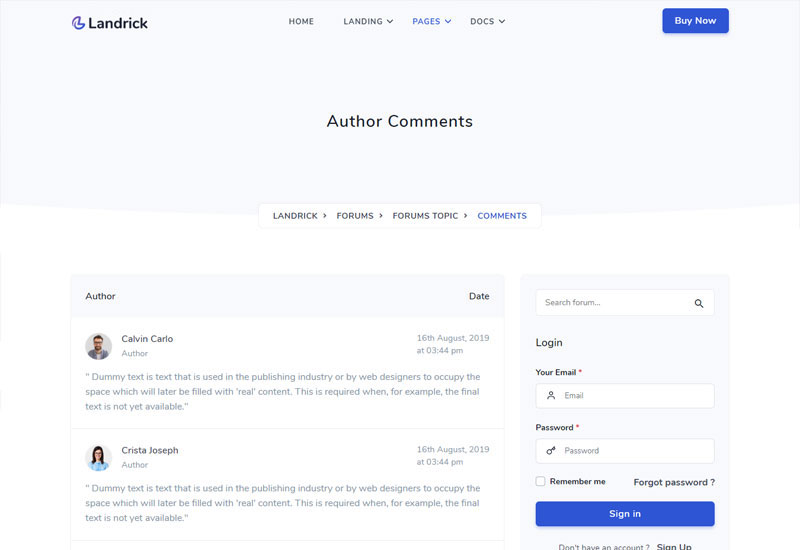 Landrick
HOME LANDING PAGES DOCS
Buy Now
Author Comments
LANDRICK FORUMS FORUMS TOPIC COMMENTS
Author Date
Calvin Carlo
Author
16th August, 2019
at 03:44 pm
" Dummy text is text that is used in the publishing industry or by web designers to occupy the
space which will later be filled with 'real' content. This is required when, for example, the final
text is not yet available."
Crista Joseph
Author
16th August, 2019
at 03:44 pm
" Dummy text is text that is used in the publishing industry or by web designers to occupy the
space which will later be filled with 'real' content. This is required when, for example, the final
text is not yet available."
Search forum...
Login
Your Email *
Email
Password *
Password
Remember me Forgot password ?
Sign in
Don't have an account ? Sign Up